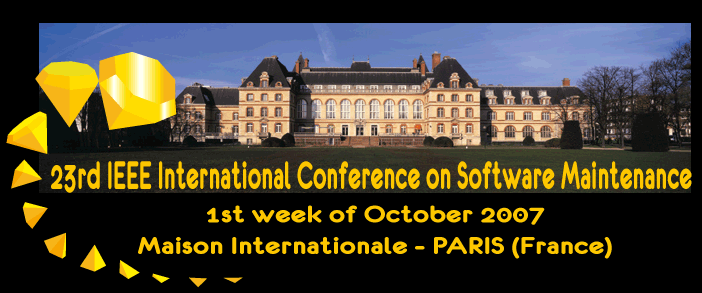 23rd IEEE International Conference on Software Maintenance
1st week of October 2007
Maison Internationale - PARIS (France)